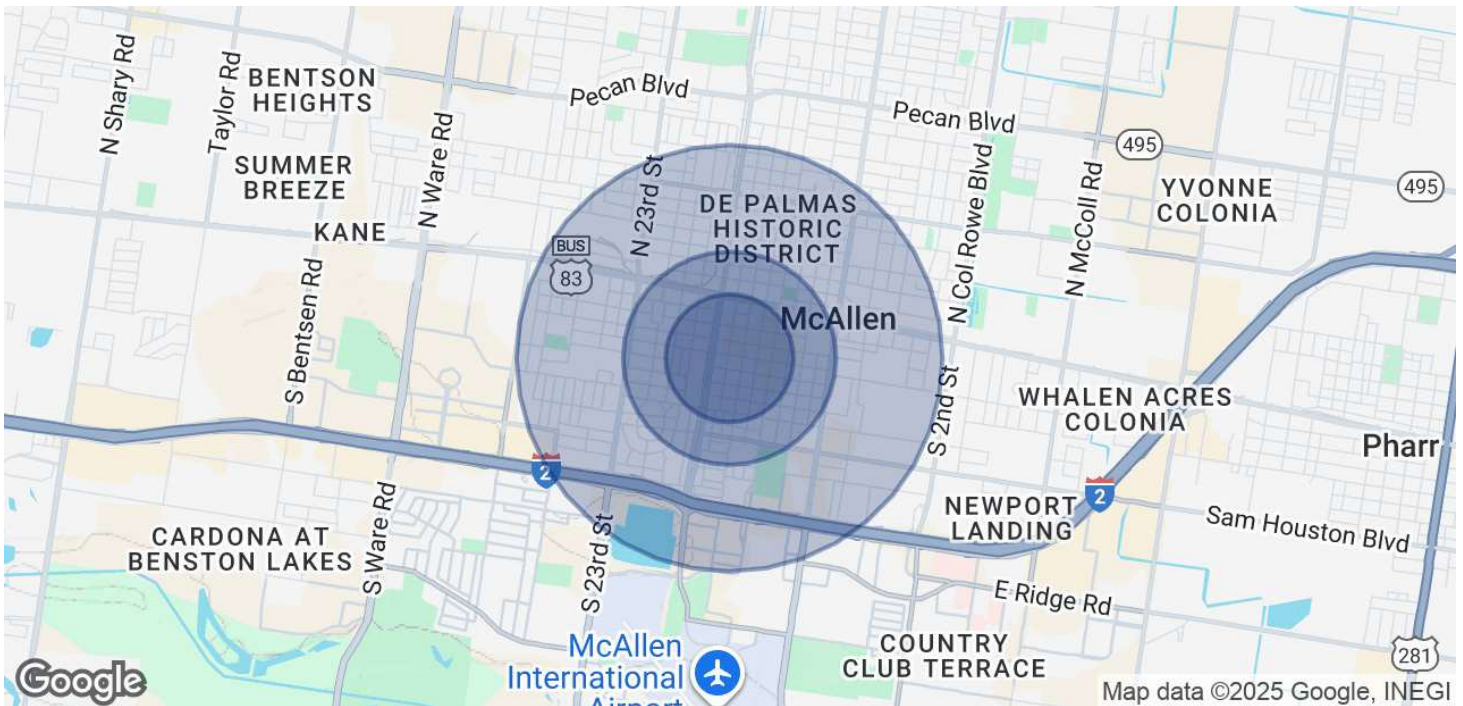 N Shary Rd
Taylor Rd
BENTSON
HEIGHTS
Pecan Blvd
Pecan Blvd
495
495
SUMMER
BREEZE
N Ware Rd
N 23rd St
DE PALMAS
HISTORIC
DISTRICT
N Col Rowe Blvd
N McColl Rd
YVONNE
COLONIA
KANE
BUS
83
S Bentsen Rd
McAllen
WHALEN ACRES
COLONIA
S 2nd St
Pharr
2
2
NEWPORT
LANDING
Sam Houston Blvd
CARDONA AT
BENSTON LAKES
S Ware Rd
S 23rd St
E Ridge Rd
COUNTRY
CLUB TERRACE
281
McAllen
International
Airport
Google
Map data ©2025 Google, INEGI